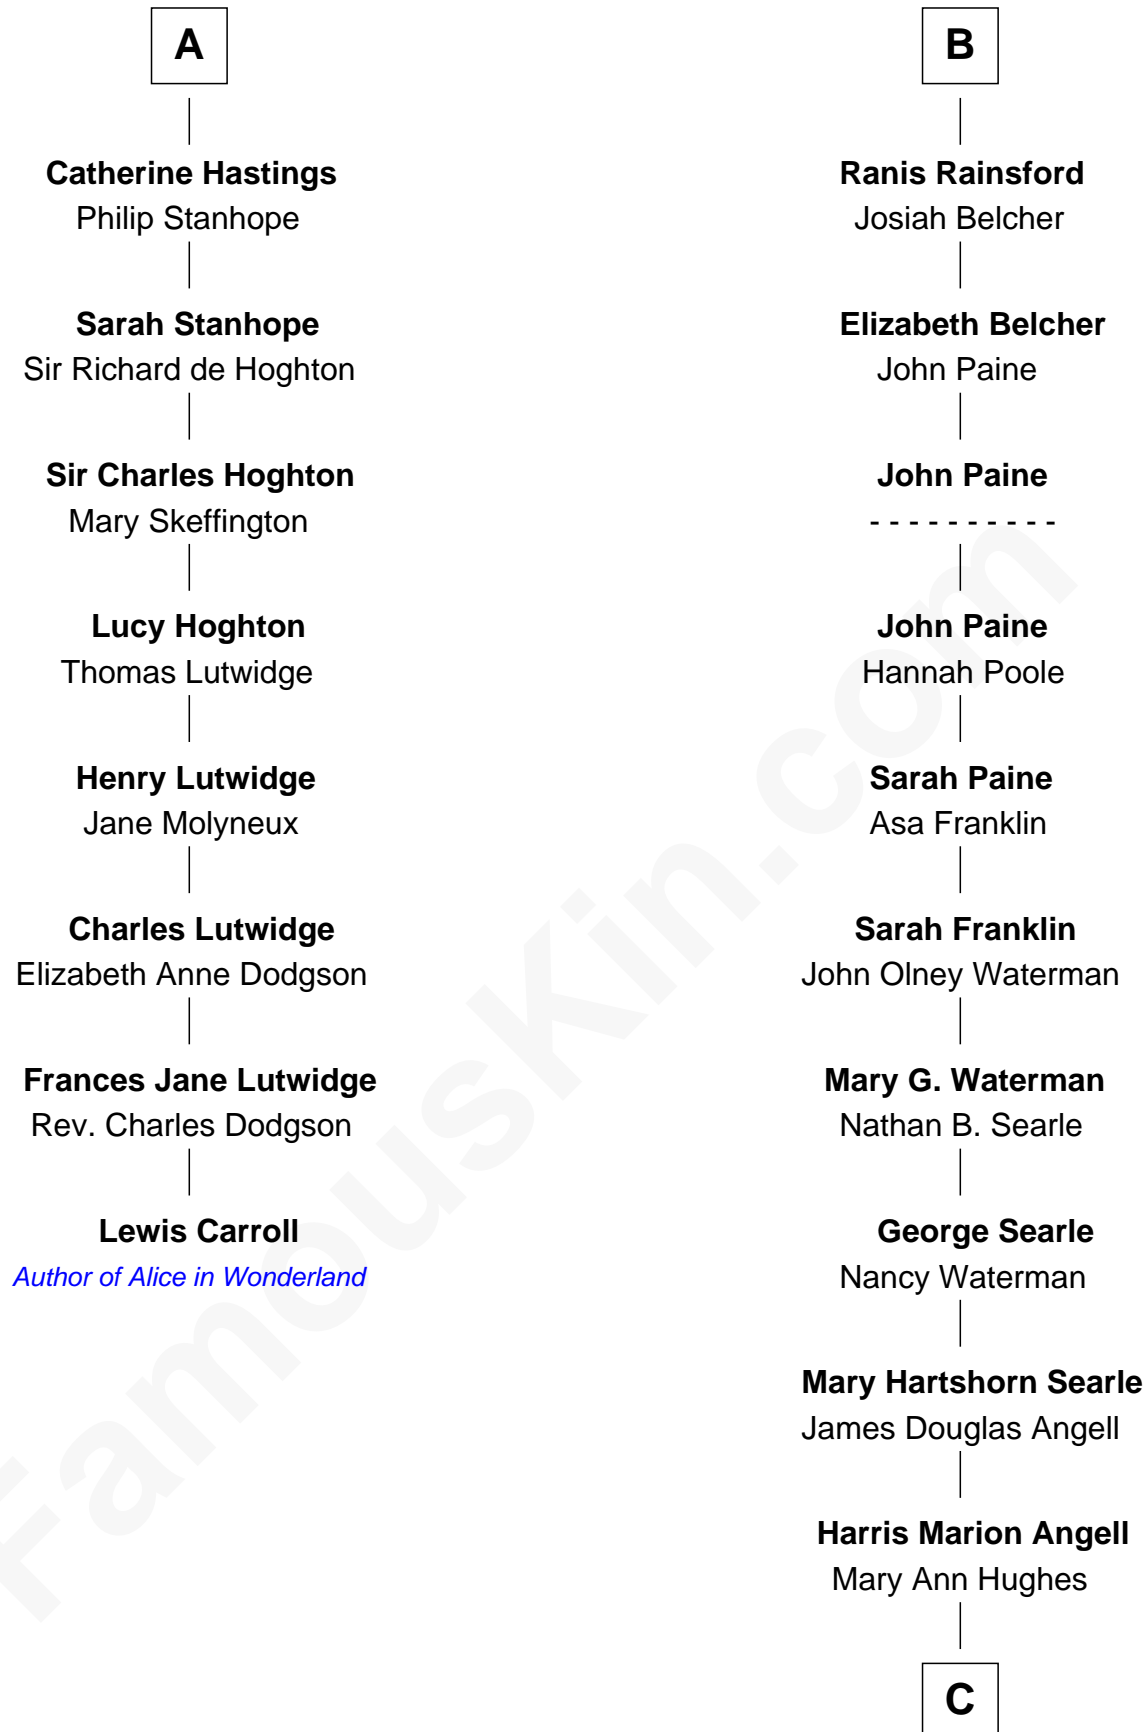 A
Catherine Hastings
Philip Stanhope
Sarah Stanhope
Sir Richard de Hoghton
Sir Charles Hoghton
Mary Skeffington
Lucy Hoghton
Thomas Lutwidge
Henry Lutwidge
Jane Molyneux
Charles Lutwidge
Elizabeth Anne Dodgson
Frances Jane Lutwidge
Rev. Charles Dodgson
Lewis Carroll
Author of Alice in Wonderland
B
Ranis Rainsford
Josiah Belcher
Elizabeth Belcher
John Paine
John Paine
- - - - - - - - - -
John Paine
Hannah Poole
Sarah Paine
Asa Franklin
Sarah Franklin
John Olney Waterman
Mary G. Waterman
Nathan B. Searle
George Searle
Nancy Waterman
Mary Hartshorn Searle
James Douglas Angell
Harris Marion Angell
Mary Ann Hughes
C
FamousKin.com